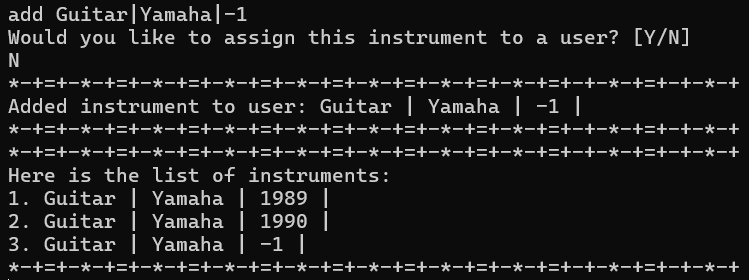 add Guitar|Yamaha|-1
Would you like to assign this instrument to a user? [Y/N]
N
*-+=+-*-+=+-*-+=+-*-+=+-*-+=+-*-+=+-*-+=+-*-+=+-*-+=+-*-+
Added instrument to user: Guitar | Yamaha | -1 |
*-+=+-*-+=+-*-+=+-*-+=+-*-+=+-*-+=+-*-+=+-*-+=+-*-+=+-*-+
*-+=+-*-+=+-*-+=+-*-+=+-*-+=+-*-+=+-*-+=+-*-+=+-*-+=+-*-+
Here is the list of instruments:
1. Guitar | Yamaha | 1989 |
2. Guitar | Yamaha | 1990 |
3. Guitar | Yamaha | -1 |
*-+=+-*-+=+-*-+=+-*-+=+-*-+=+-*-+=+-*-+=+-*-+=+-*-+=+-*-+